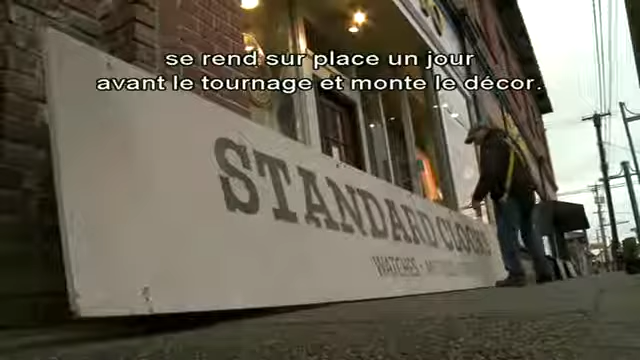 se rend sur place un jour
avant le tournage et monte le décor.
STANDARD CLOCKS
WATCHES •